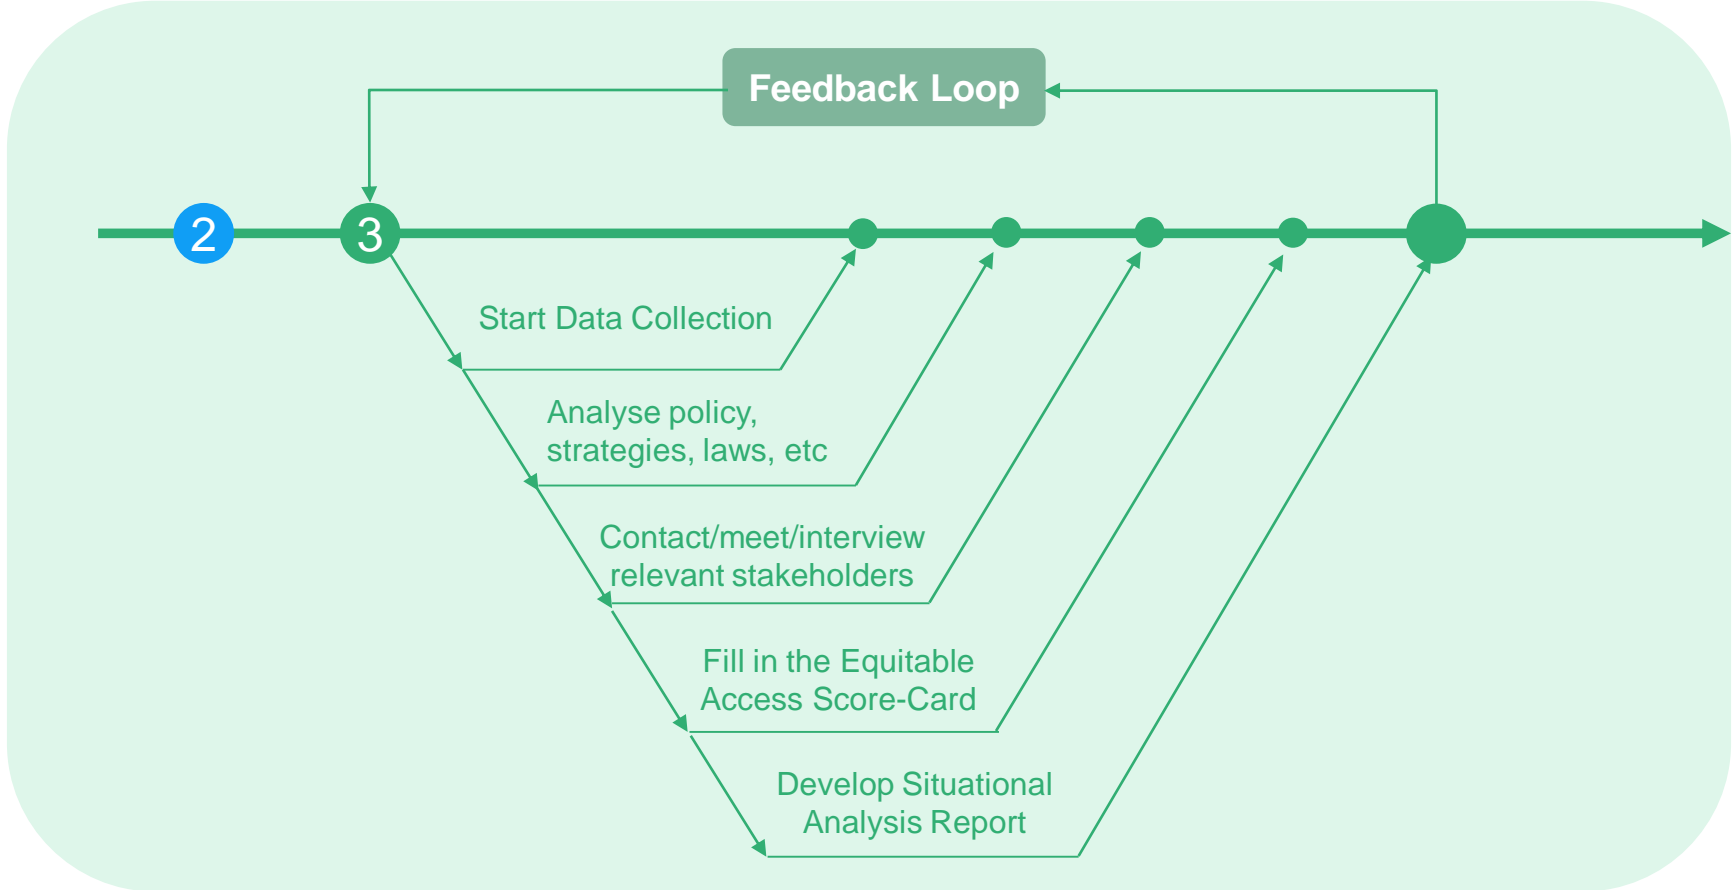 Feedback Loop
2
3
Start Data Collection
Analyse policy,
strategies, laws, etc
Contact/meet/interview
relevant stakeholders
Fill in the Equitable
Access Score-Card
Develop Situational
Analysis Report